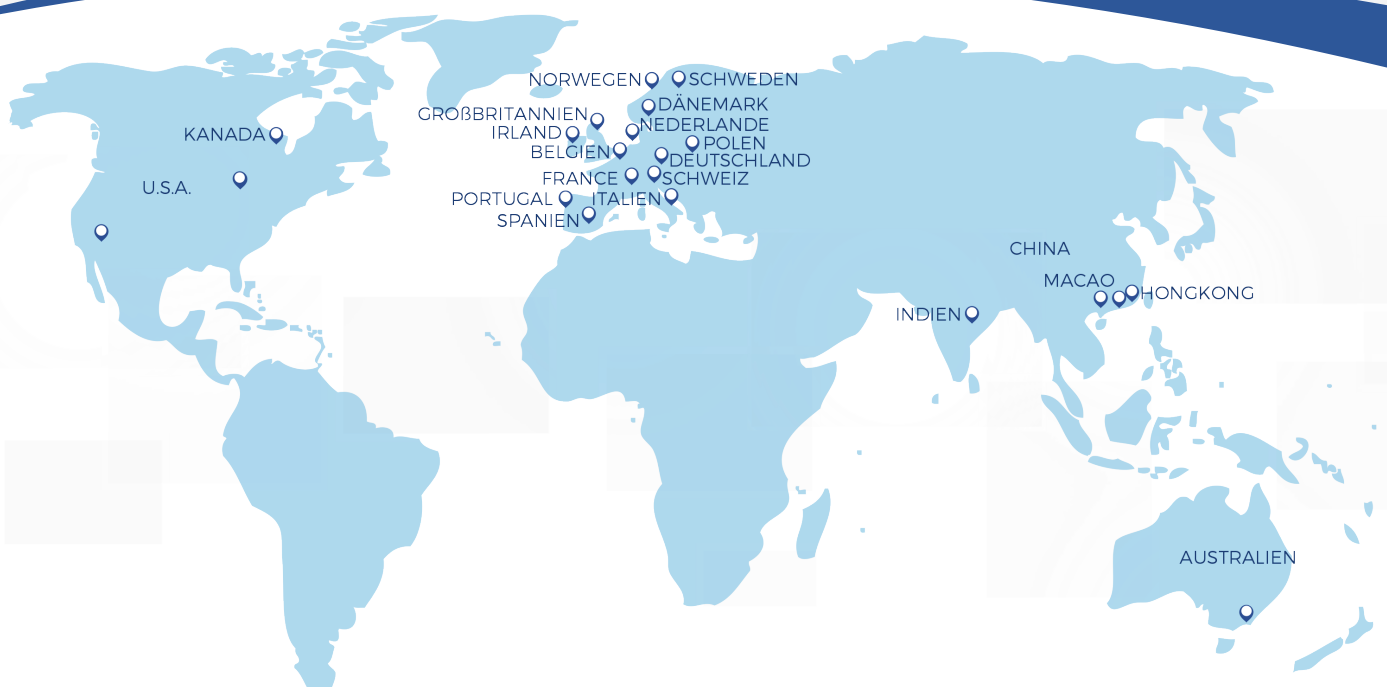 NORWEGEN
SCHWEDEN
DÄNEMARK
GROßBRITANNIEN
NEDERLANDE
KANADA
IRLAND
POLEN
BELGIEN
DEUTSCHLAND
FRANCE
SCHWEIZ
U.S.A.
PORTUGAL
ITALIEN
SPANIEN
CHINA
MACAO
HONGKONG
INDIEN
AUSTRALIEN